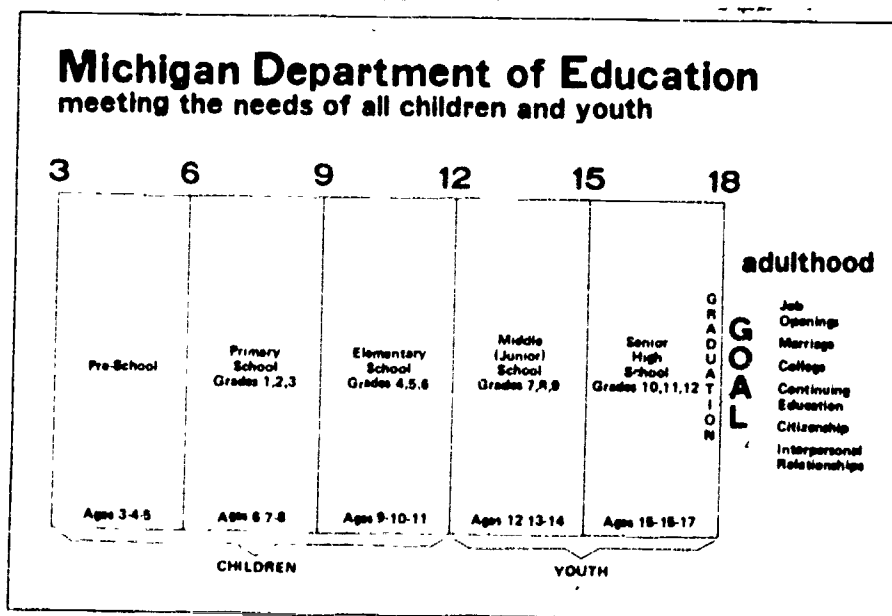 Michigan Department of Education
meeting the needs of all children and youth
3 6 9 12 15 18
adulthood
Pre-School
Primary
School
Grades 1,2,3
Elementary
School
Grades 4,5,6
Middle
(Junior)
School
Grades 7,8,9
Senior
High
School
Grades 10,11,12
GRADUATION
GOAL
Job
Openings
Marriage
College
Continuing
Education
Citizenship
Interpersonal
Relationships
Ages 3-4-5
Ages 6 7-8
Ages 9-10-11
Ages 12 13-14
Ages 15-16-17
CHILDREN
YOUTH